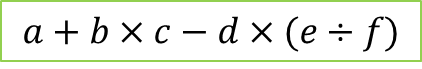 a + b × c − d × (e ÷ f)